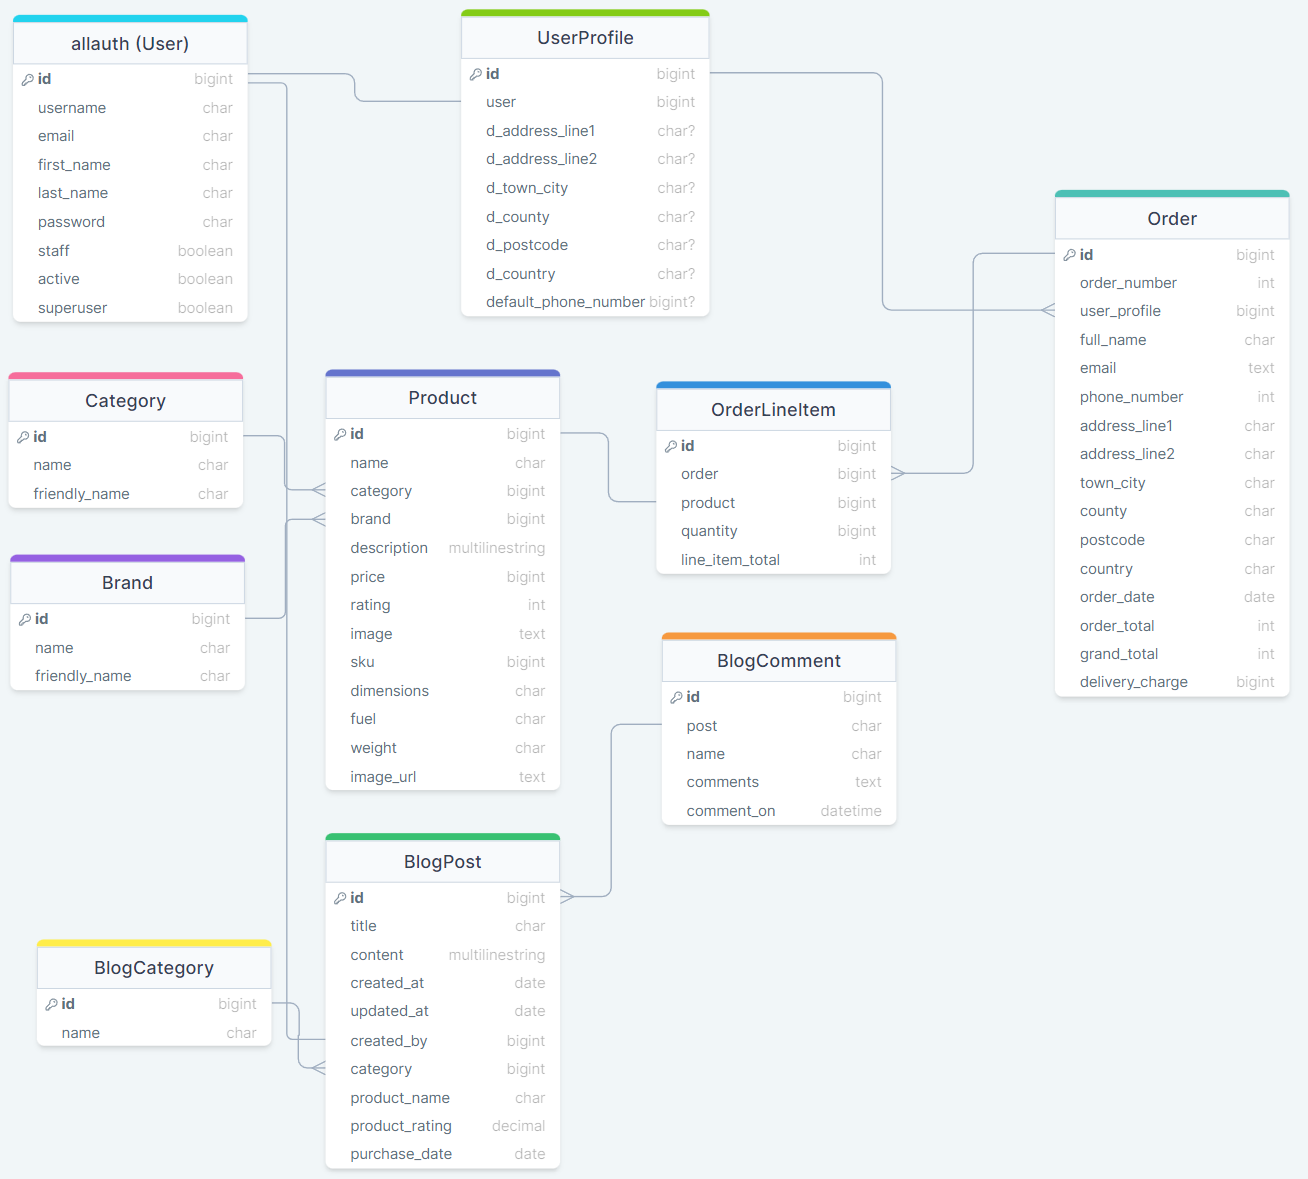 allauth (User)
id bigint
username char
email char
first_name char
last_name char
password char
staff boolean
active boolean
superuser boolean
UserProfile
id bigint
user bigint
d_address_line1 char?
d_address_line2 char?
d_town_city char?
d_county char?
d_postcode char?
d_country char?
default_phone_number bigint?
Order
id bigint
order_number int
user_profile bigint
full_name char
email text
phone_number int
address_line1 char
address_line2 char
town_city char
county char
postcode char
country char
order_date date
order_total int
grand_total int
delivery_charge bigint
Category
id bigint
name char
friendly_name char
Product
id bigint
name char
category bigint
brand bigint
description multilinestring
price bigint
rating int
image text
sku bigint
dimensions char
fuel char
weight char
image_url text
OrderLineItem
id bigint
order bigint
product bigint
quantity bigint
line_item_total int
Brand
id bigint
name char
friendly_name char
BlogComment
id bigint
post char
name char
comments text
comment_on datetime
BlogPost
id bigint
title char
content multilinestring
created_at date
updated_at date
created_by bigint
category bigint
product_name char
product_rating decimal
purchase_date date
BlogCategory
id bigint
name char